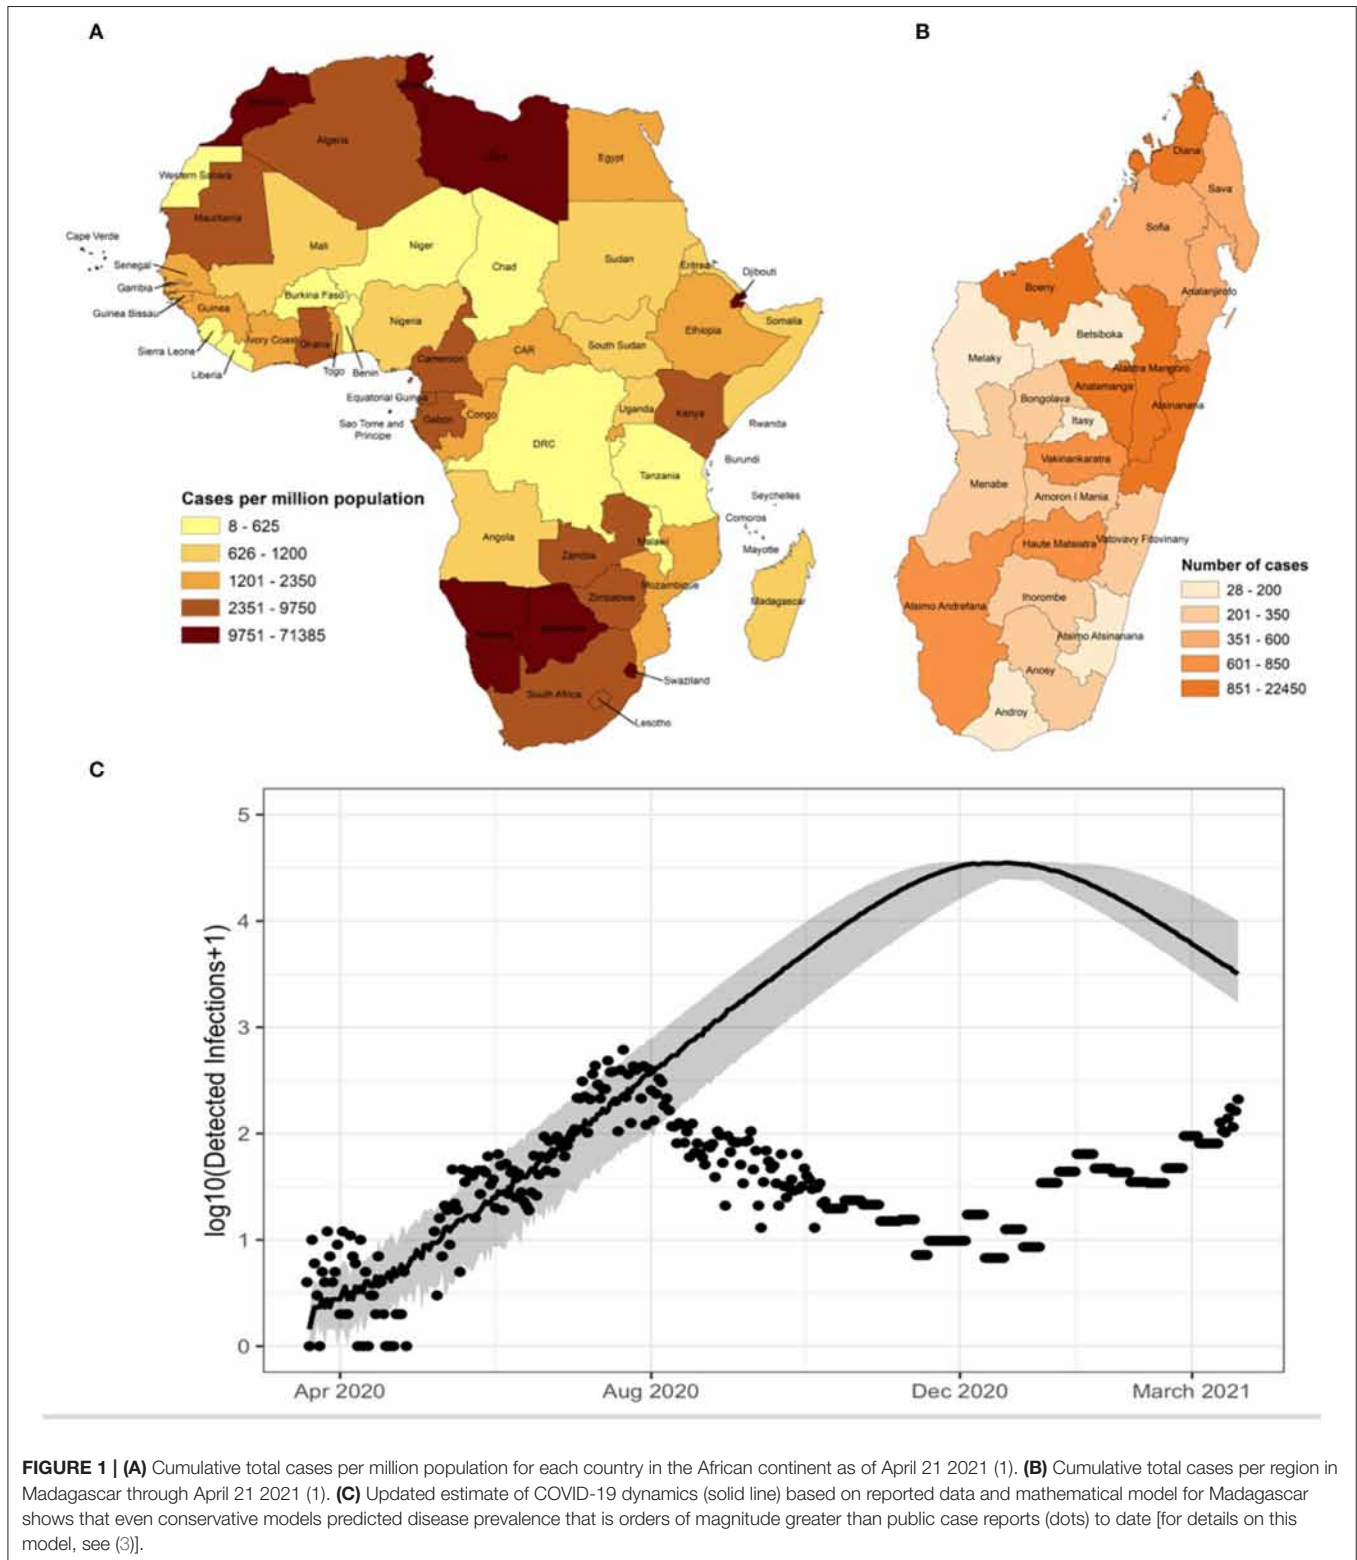 A
B
Algeria
Egypt
Western Sahara
Mauritania
Cape Verde
Mali
Niger
Chad
Sudan
Eritrea
Djibouti
Senegal
Gambia
Guinea Bissau
Guinea
Burkina Faso
Nigeria
Ethiopia
Somalia
South Sudan
Sierra Leone
Liberia
Ivory Coast
Ghana
Togo
Benin
Cameroon
CAR
Equatorial Guinea
Sao Tome and
Principe
Gabon
Congo
Uganda
Kenya
Rwanda
DRC
Burundi
Tanzania
Seychelles
Comoros
Mayotte
Angola
Zambia
Malawi
Mozambique
Zimbabwe
Madagascar
South Africa
Swaziland
Lesotho
Cases per million population
8 - 625
626 - 1200
1201 - 2350
2351 - 9750
9751 - 71385
Diana
Sava
Sofia
Boeny
Analanjirofo
Betsiboka
Melaky
Alaotra Mangoro
Analamanga
Atsinanana
Bongolava
Itasy
Vakinankaratra
Menabe
Amoron I Mania
Haute Matsiatra
Vatovavy Fitovinany
Atsimo Andrefana
Ihorombe
Atsimo Atsinanana
Anosy
Androy
Number of cases
28 - 200
201 - 350
351 - 600
601 - 850
851 - 22450
C
log10(Detected Infections+1)
5
4
3
2
1
0
Apr 2020
Aug 2020
Dec 2020
March 2021
FIGURE 1 | (A) Cumulative total cases per million population for each country in the African continent as of April 21 2021 (1). (B) Cumulative total cases per region in
Madagascar through April 21 2021 (1). (C) Updated estimate of COVID-19 dynamics (solid line) based on reported data and mathematical model for Madagascar
shows that even conservative models predicted disease prevalence that is orders of magnitude greater than public case reports (dots) to date [for details on this
model, see (3)].